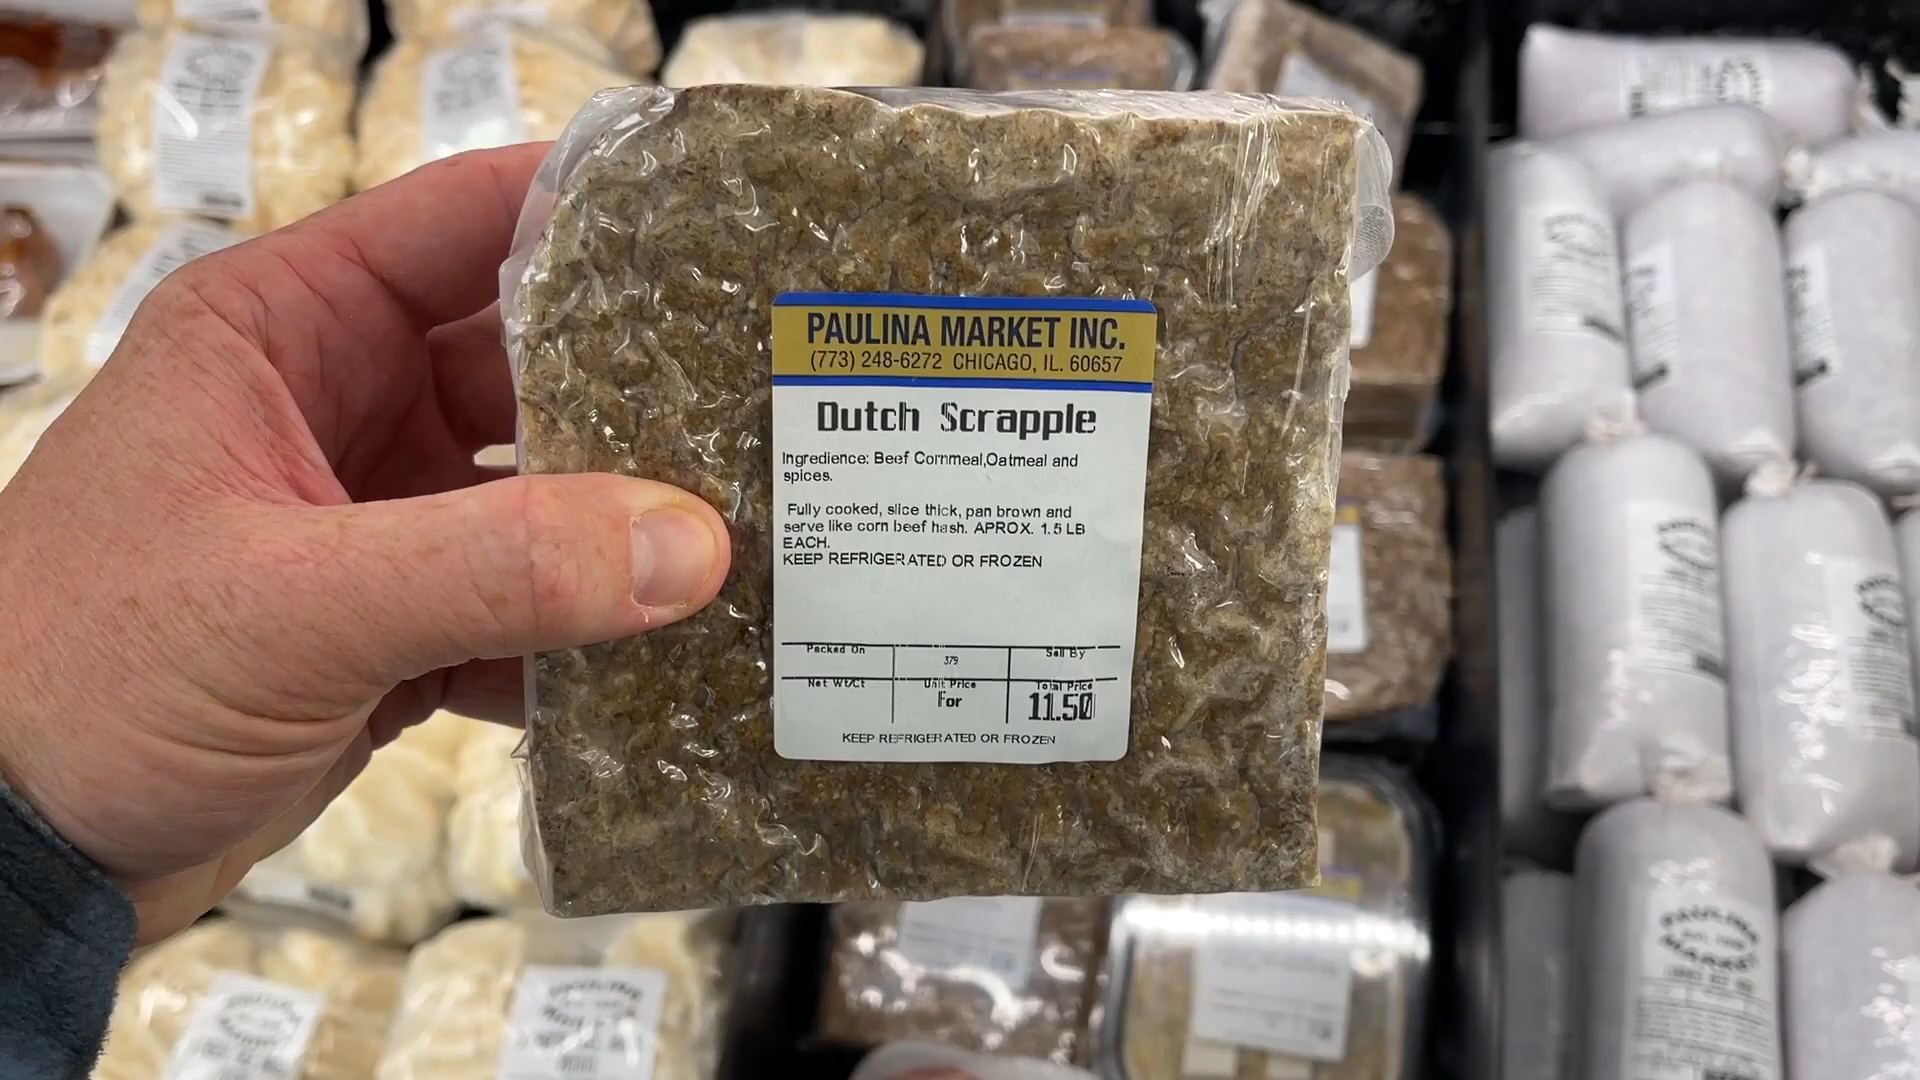 PAULINA MARKET INC.
(773) 248-6272 CHICAGO, IL. 60657
Dutch Scrapple
Ingredience: Beef Cornmeal,Oatmeal and
spices.
Fully cooked, slice thick, pan brown and
serve like corn beef hash. APROX. 1.5 LB
EACH.
KEEP REFRIGERATED OR FROZEN
Packed On
379
Sell By
Net Wt/Ct
Unit Price
Total Price
For
11.50
KEEP REFRIGERATED OR FROZEN
PAULINA
MARKET